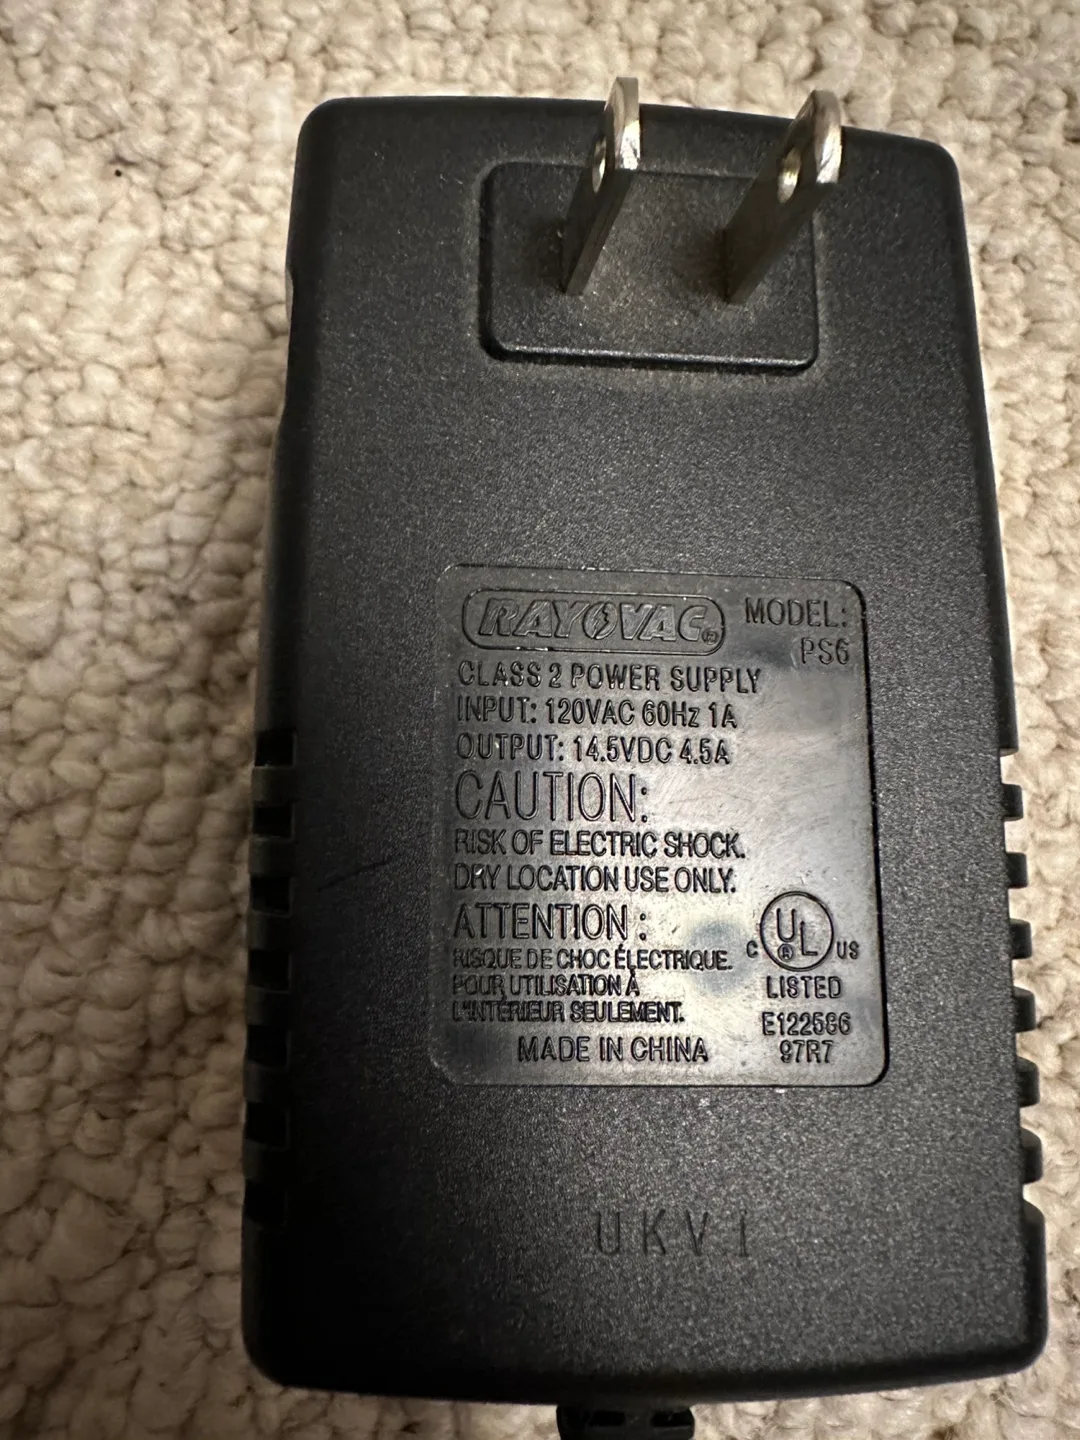 RAYOVAC®
MODEL:
PS6
CLASS 2 POWER SUPPLY
INPUT: 120VAC 60Hz 1A
OUTPUT: 14.5VDC 4.5A
CAUTION:
RISK OF ELECTRIC SHOCK.
DRY LOCATION USE ONLY.
ATTENTION :
RISQUE DE CHOC ÉLECTRIQUE.
POUR UTILISATION À
L'INTÉRIEUR SEULEMENT.
MADE IN CHINA
C UL® US
LISTED
97R7
UKV1